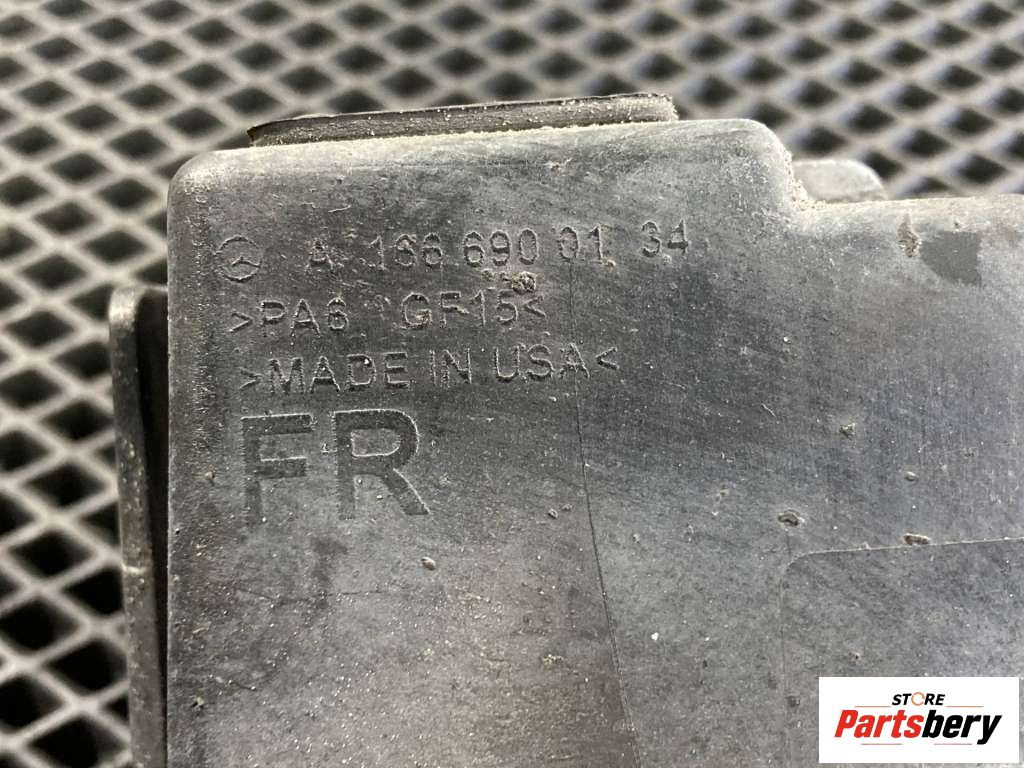 A 166 690 01 34
>PA6 GF15<
>MADE IN USA<
FR
STORE
Partsbery